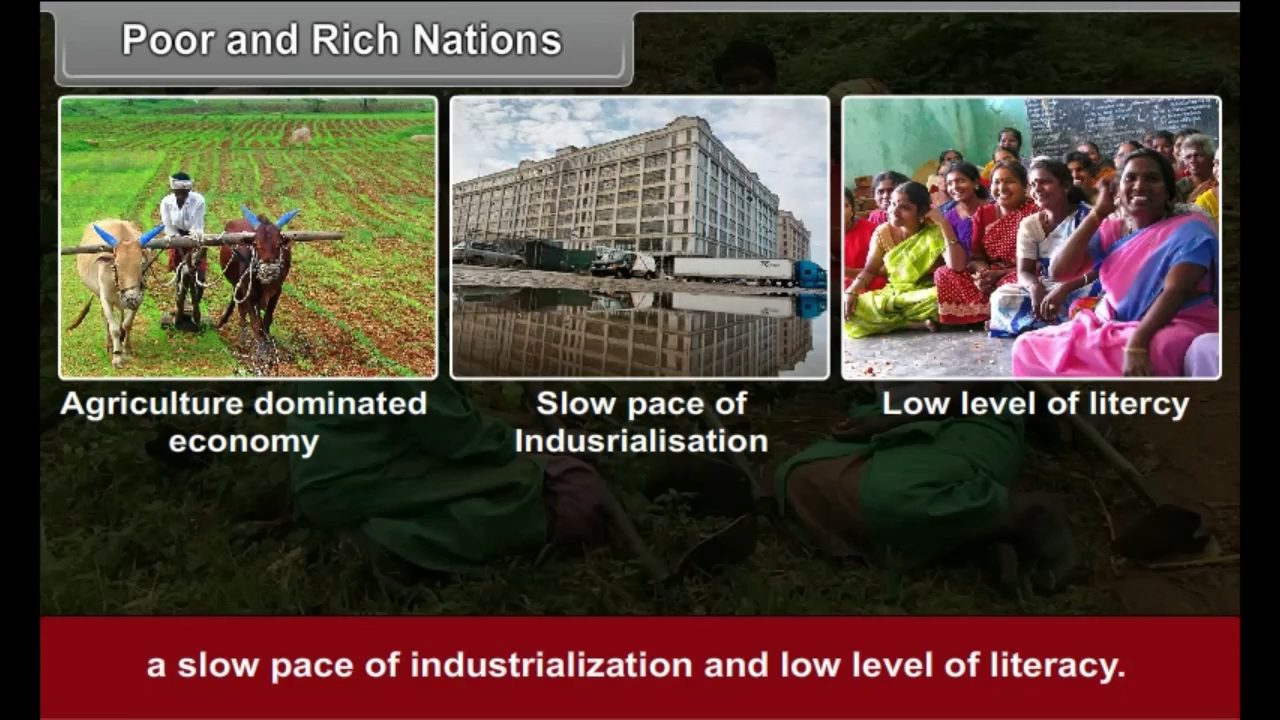 Poor and Rich Nations
Agriculture dominated
economy
Slow pace of
Indusrialisation
Low level of litercy
a slow pace of industrialization and low level of literacy.